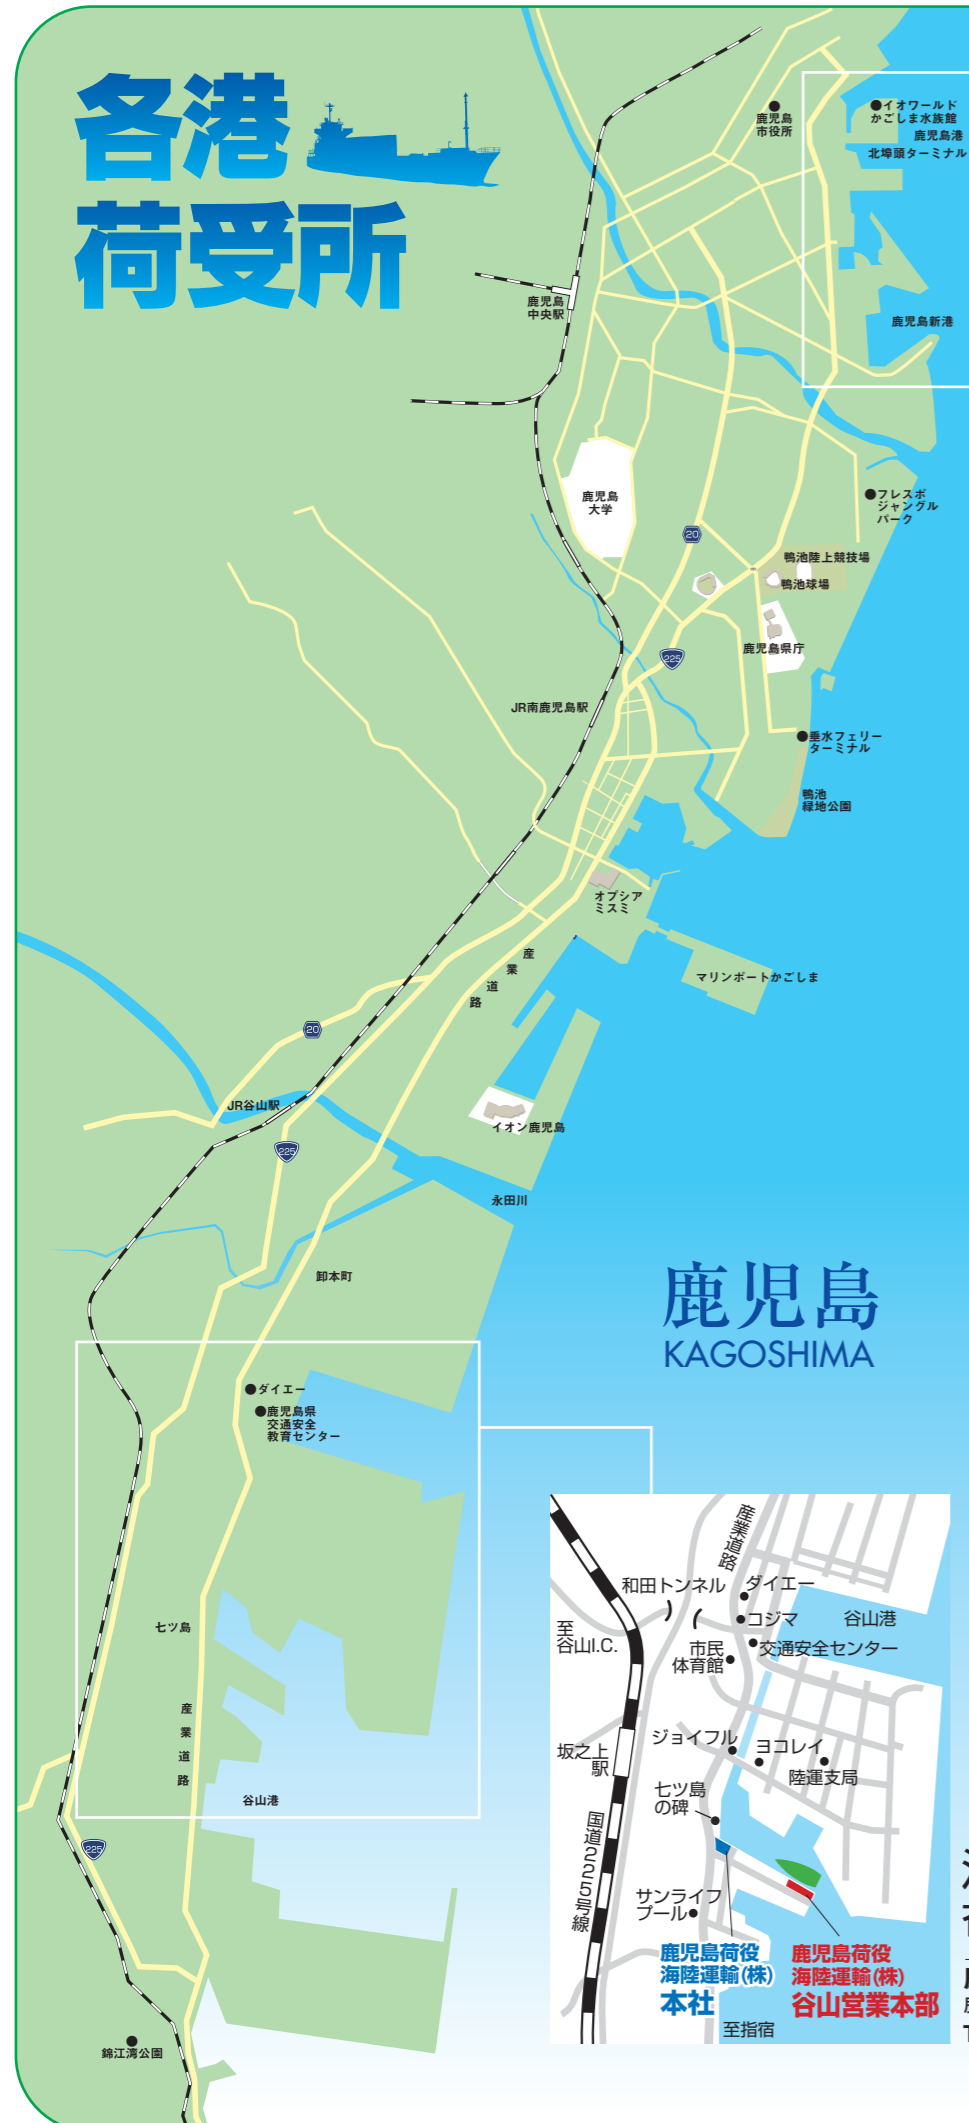 各港
荷受所
鹿児島
市役所
イオワールド
かごしま水族館
鹿児島港
北埠頭ターミナル
鹿児島
中央駅
鹿児島新港
鹿児島
大学
フレスポ
ジャングル
パーク
20
鴨池陸上競技場
鴨池球場
鹿児島県庁
225
JR南鹿児島駅
垂水フェリー
ターミナル
鴨池
緑地公園
オプシア
ミスミ
産業道路
マリンポートかごしま
20
JR谷山駅
225
イオン鹿児島
永田川
卸本町
鹿児島
KAGOSHIMA
ダイエー
鹿児島県
交通安全
教育センター
七ツ島
産業道路
谷山港
225
錦江湾公園
産業道路
和田トンネル
ダイエー
コジマ
谷山港
至
谷山I.C.
市民
体育館
交通安全センター
坂之上
駅
ジョイフル
ヨコレイ
陸運支局
七ツ島
の碑
国道225号線
サンライフ
プール
鹿児島荷役
海陸運輸(株)
本社
鹿児島荷役
海陸運輸(株)
谷山営業本部
至指宿